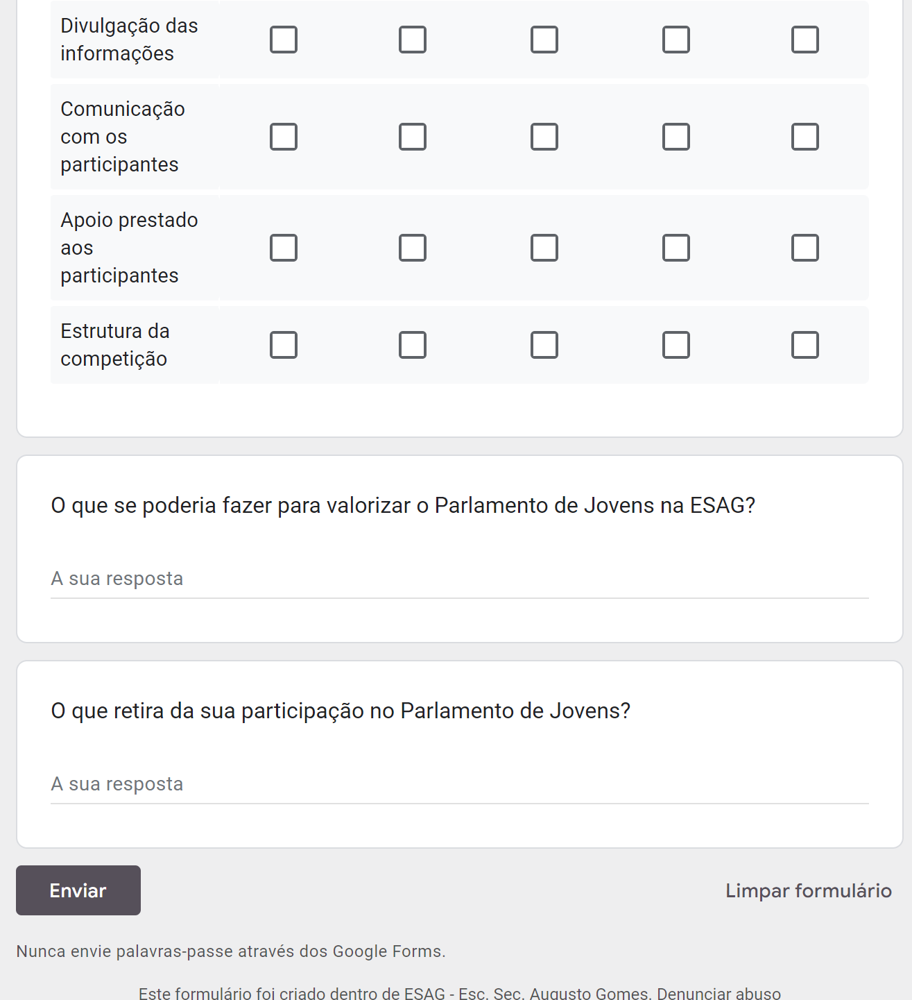 Divulgação das
informações
Comunicação
com os
participantes
Apoio prestado
aos
participantes
Estrutura da
competição
O que se poderia fazer para valorizar o Parlamento de Jovens na ESAG?
A sua resposta
O que retira da sua participação no Parlamento de Jovens?
A sua resposta
Enviar
Limpar formulário
Nunca envie palavras-passe através dos Google Forms.
Este formulário foi criado dentro de ESAG - Esc. Sec. Augusto Gomes. Denunciar abuso